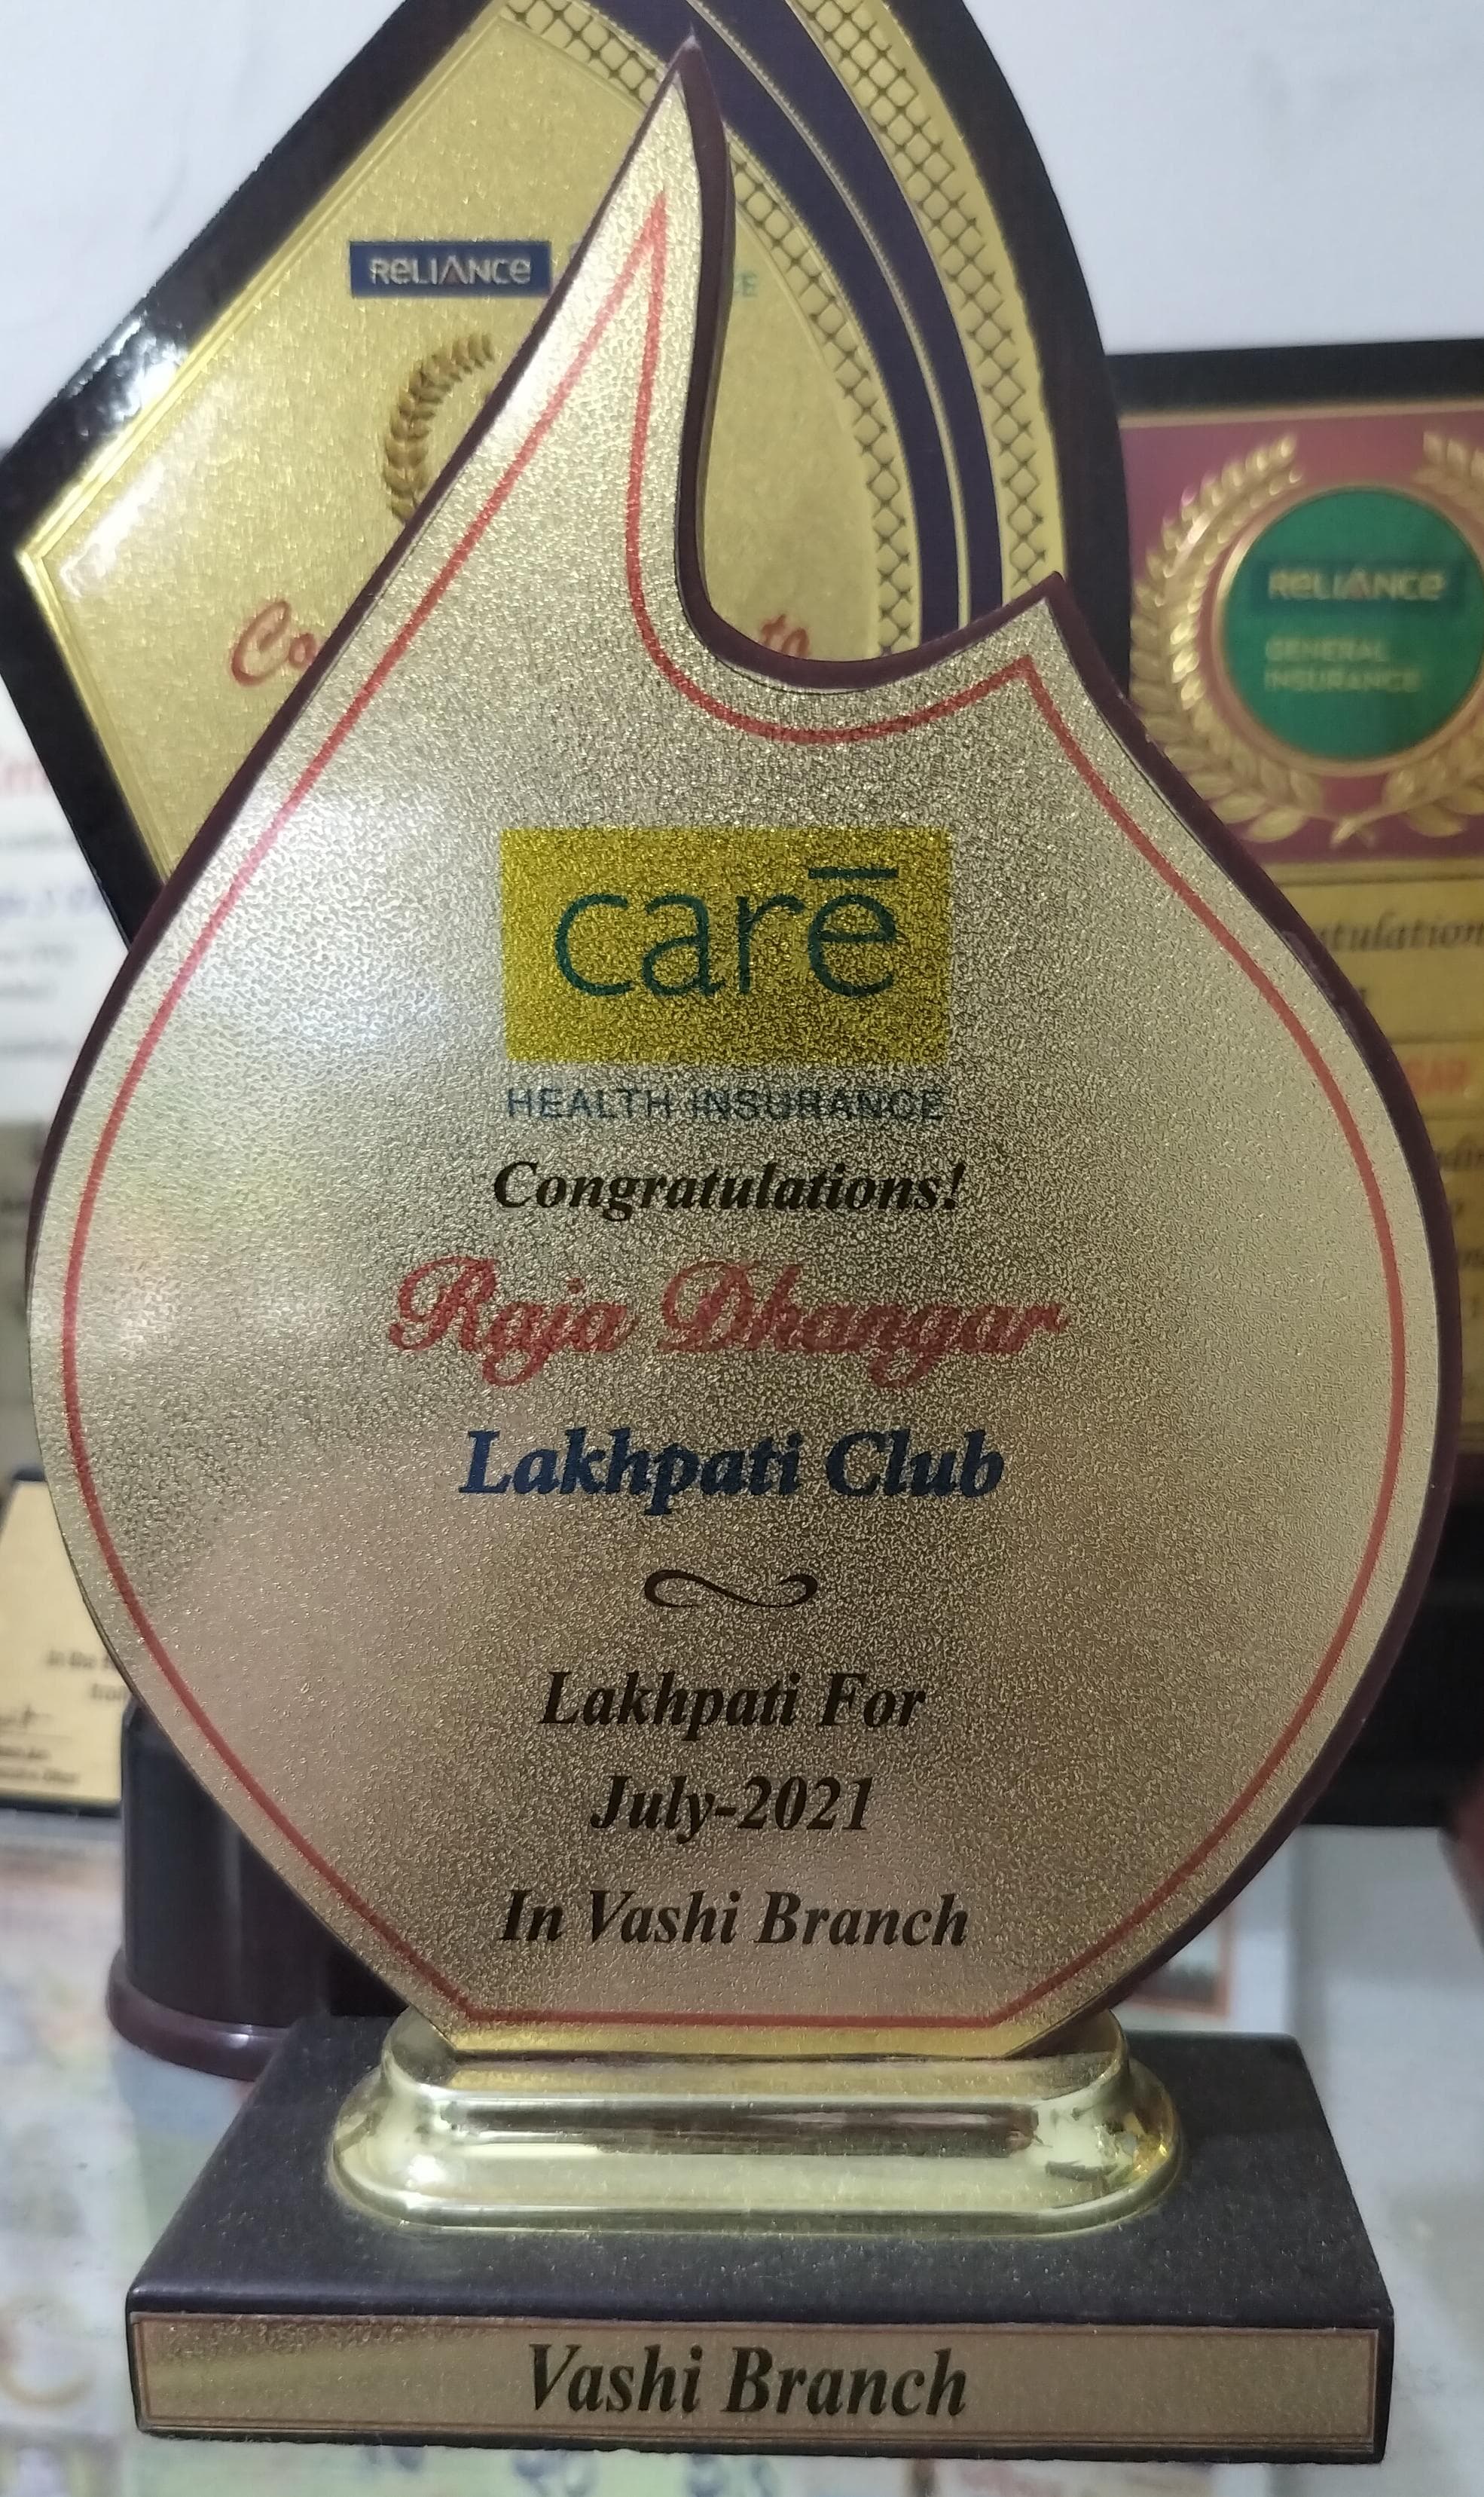 RELIANCE
RELIANCE
GENERAL
INSURANCE
carē
HEALTH INSURANCE
Congratulations!
Raja Dhangar
Lakhpati Club
Lakhpati For
July-2021
In Vashi Branch
Vashi Branch